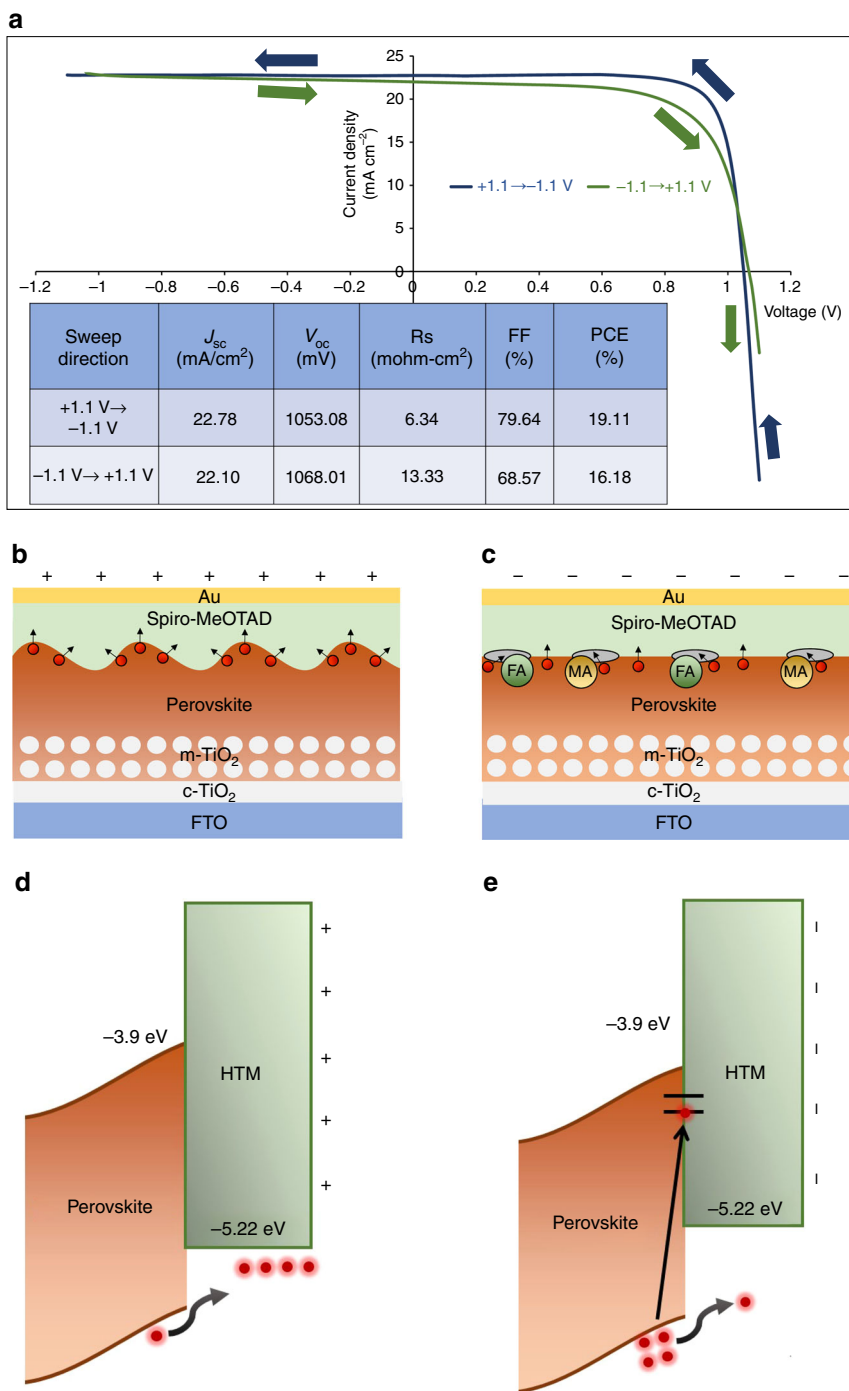 a
25
20
15
10
5
0
Current density
(mA cm⁻²)
+1.1→−1.1 V
−1.1→+1.1 V
−1.2
−1
−0.8
−0.6
−0.4
−0.2
0
0.2
0.4
0.6
0.8
1
1.2
Voltage (V)
Sweep direction Jsc (mA/cm²) Voc (mV) Rs (mohm-cm²) FF (%) PCE (%)
+1.1 V→ −1.1 V 22.78 1053.08 6.34 79.64 19.11
−1.1 V→ +1.1 V 22.10 1068.01 13.33 68.57 16.18
b
+ + + + + + +
Au
Spiro-MeOTAD
Perovskite
m-TiO₂
c-TiO₂
FTO
c
− − − − − − −
Au
Spiro-MeOTAD
FA MA FA MA
Perovskite
m-TiO₂
c-TiO₂
FTO
d
−3.9 eV
HTM
Perovskite
−5.22 eV
+
+
+
+
+
e
−3.9 eV
HTM
Perovskite
−5.22 eV
−
−
−
−
−